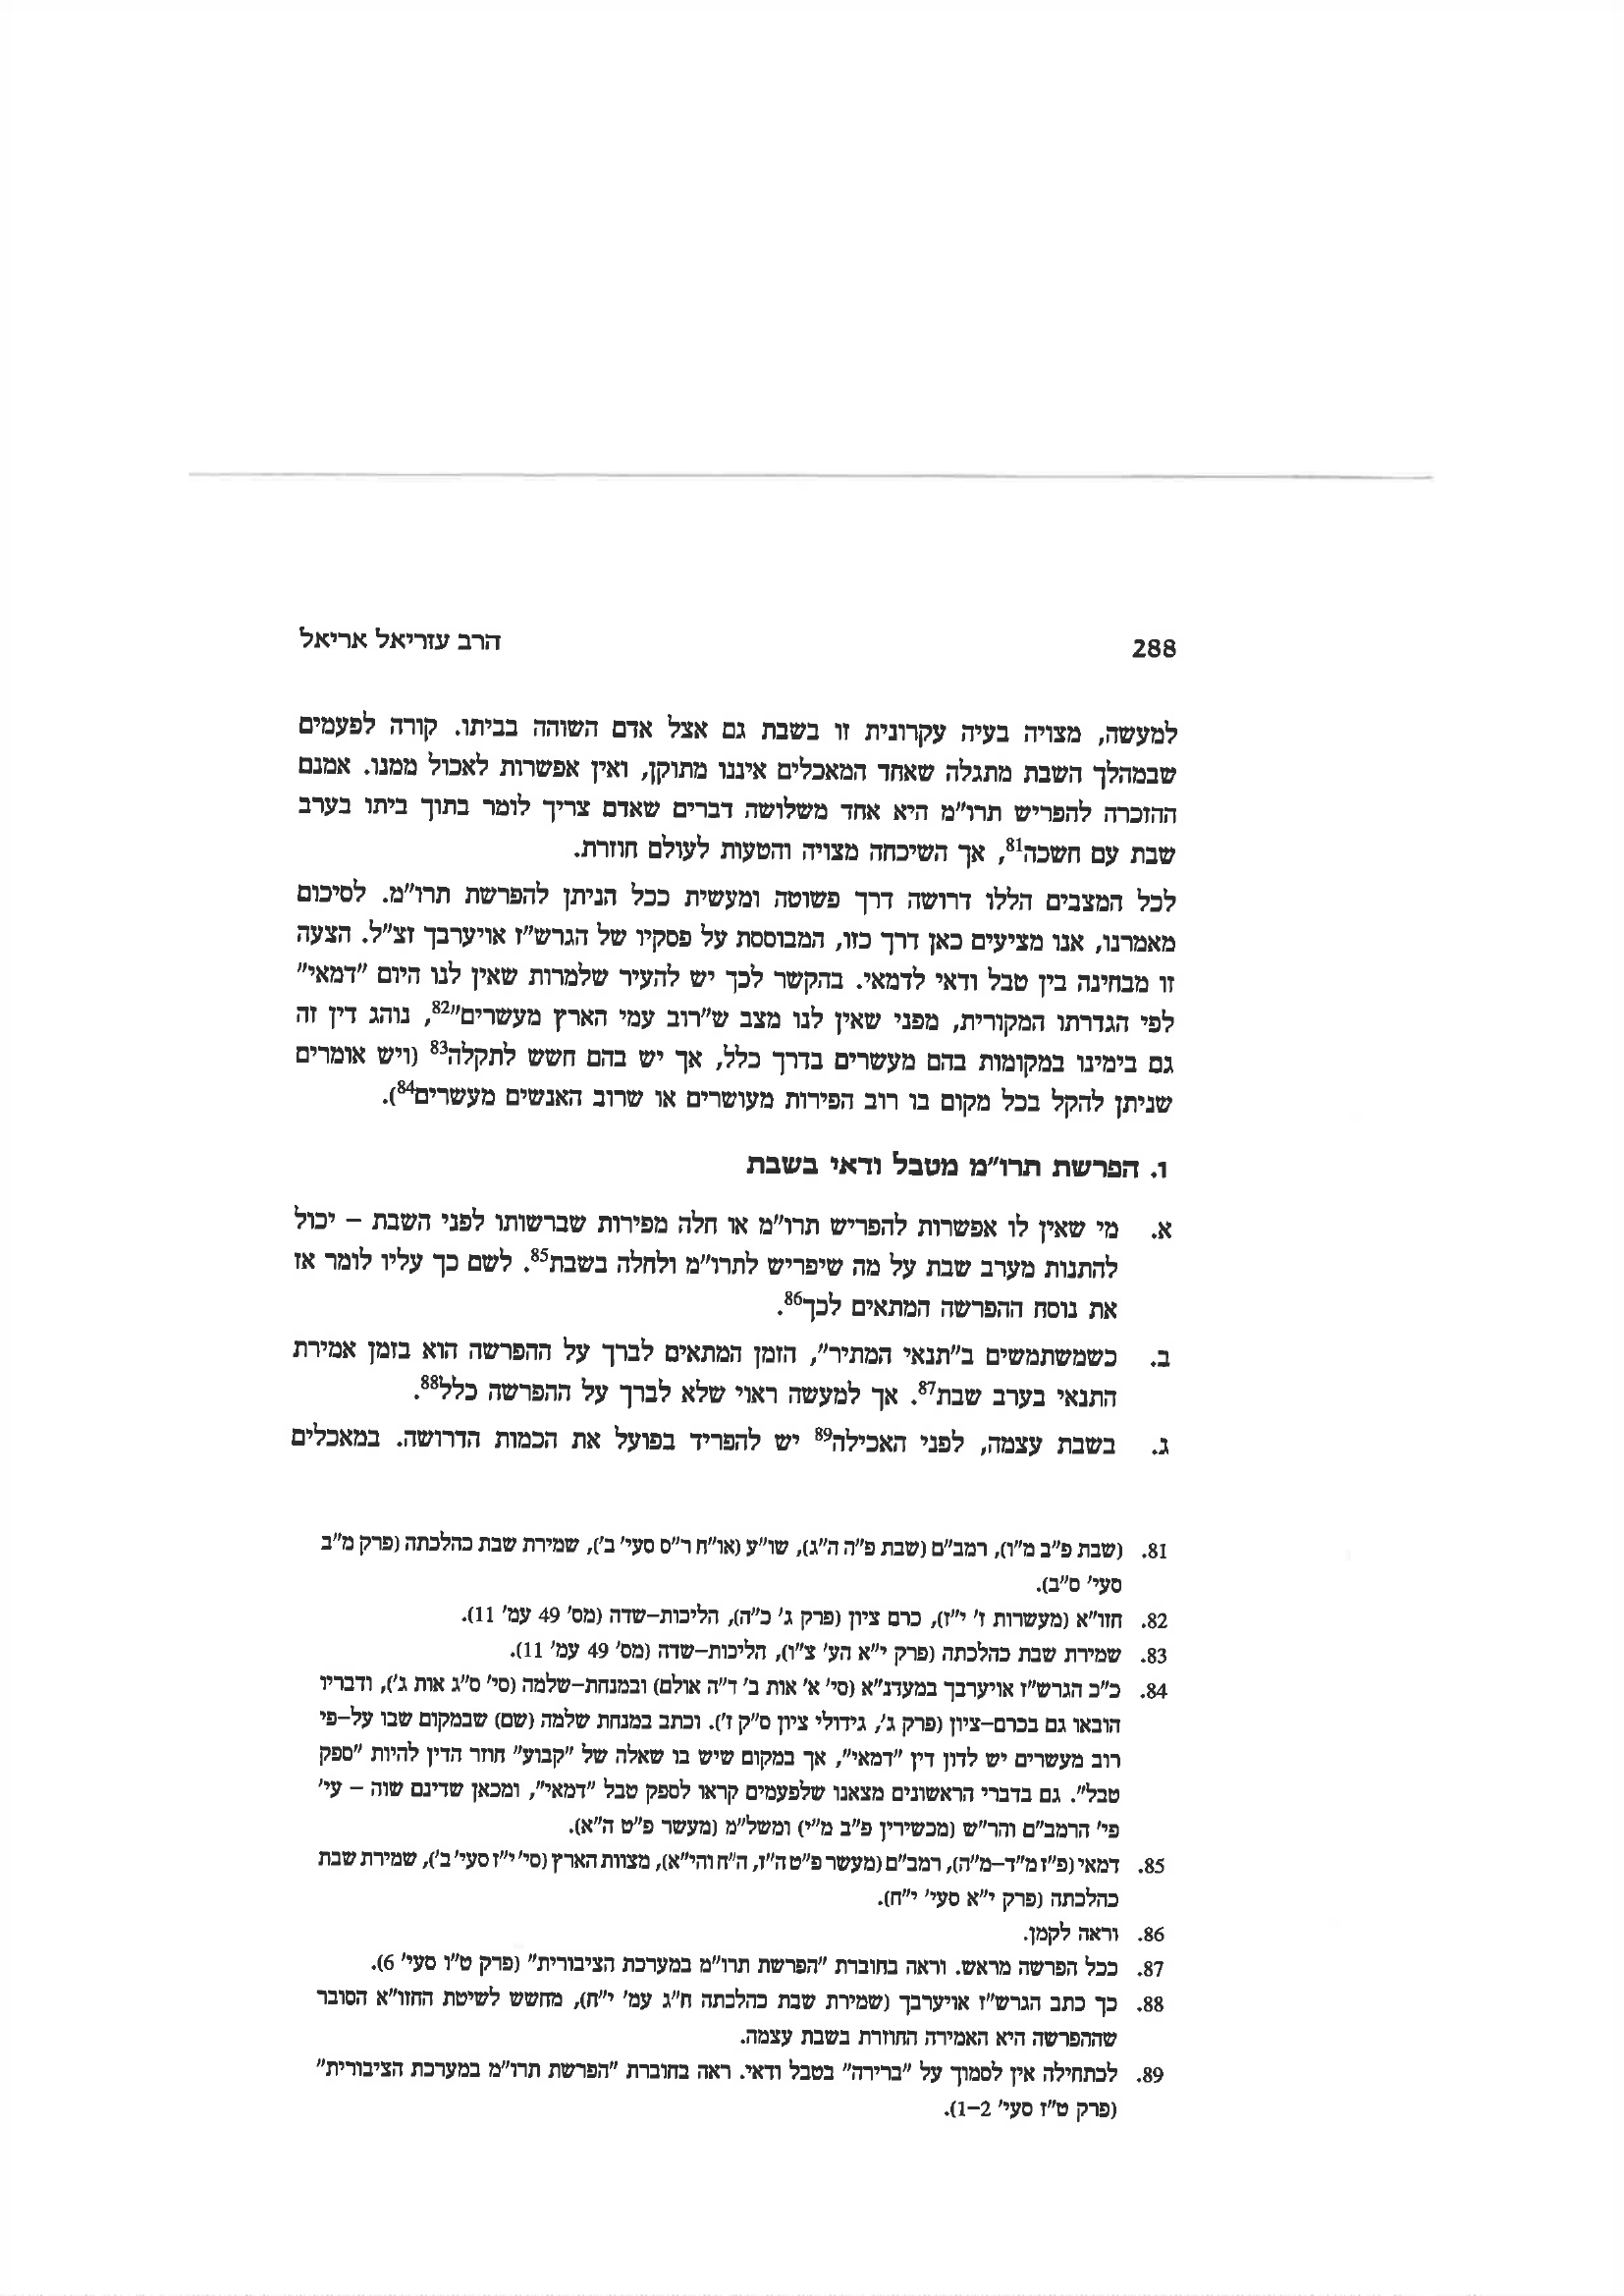 288
הרב עזריאל אריאל
למעשה, מצויה בעיה עקרונית זו בשבת גם אצל אדם השוהה בביתו. קורה לפעמים
שבמהלך השבת מתגלה שאחד המאכלים איננו מתוקן, ואין אפשרות לאכול ממנו. אמנם
ההזכרה להפריש תרו"מ היא אחד משלושה דברים שאדם צריך לומר בתוך ביתו בערב
שבת עם חשכה81, אך השיכחה מצויה והטעות לעולם חוזרת.
לכל המצבים הללו דרושה דרך פשוטה ומעשית ככל הניתן להפרשת תרו"מ. לסיכום
מאמרנו, אנו מציעים כאן דרך כזו, המבוססת על פסקיו של הגרש"ז אויערבך זצ"ל. הצעה
זו מבחינה בין טבל ודאי לדמאי. בהקשר לכך יש להעיר שלמרות שאין לנו היום "דמאי"
לפי הגדרתו המקורית, מפני שאין לנו מצב ש"רוב עמי הארץ מעשרים"82, נוהג דין זה
גם בימינו במקומות בהם מעשרים בדרך כלל, אך יש בהם חשש לתקלה83 (ויש אומרים
שניתן להקל בכל מקום בו רוב הפירות מעושרים או שרוב האנשים מעשרים84).
ו. הפרשת תרו"מ מטבל ודאי בשבת
א. מי שאין לו אפשרות להפריש תרו"מ או חלה מפירות שברשותו לפני השבת – יכול
להתנות מערב שבת על מה שיפריש לתרו"מ ולחלה בשבת85. לשם כך עליו לומר אז
את נוסח ההפרשה המתאים לכך86.
ב. כשמשתמשים ב"תנאי המתיר", הזמן המתאים לברך על ההפרשה הוא בזמן אמירת
התנאי בערב שבת87. אך למעשה ראוי שלא לברך על ההפרשה כלל88.
ג. בשבת עצמה, לפני האכילה89 יש להפריד בפועל את הכמות הדרושה. במאכלים
81. (שבת פ"ב מ"ו), רמב"ם (שבת פ"ה ה"ג), שו"ע (או"ח ר"ס סעי' ב'), שמירת שבת כהלכתה (פרק מ"ב
סעי' ס"ב).
82. חזו"א (מעשרות ז' י"ז), כרם ציון (פרק ג' כ"ה), הליכות–שדה (מס' 49 עמ' 11).
83. שמירת שבת כהלכתה (פרק י"א הע' צ"ו), הליכות–שדה (מס' 49 עמ' 11).
84. כ"כ הגרש"ז אויערבך במעדנ"א (סי' א' אות ב' ד"ה אולם) ובמנחת–שלמה (סי' ס"ג אות ג'), ודבריו
הובאו גם בכרם–ציון (פרק ג', גידולי ציון ס"ק ז'). וכתב במנחת שלמה (שם) שבמקום שבו על–פי
רוב מעשרים יש לדון דין "דמאי", אך במקום שיש בו שאלה של "קבוע" חוזר הדין להיות "ספק
טבל". גם בדברי הראשונים מצאנו שלפעמים קראו לספק טבל "דמאי", ומכאן שדינם שוה – עי'
פי' הרמב"ם והר"ש (מכשירין פ"ב מ"י) ומשל"מ (מעשר פ"ט ה"א).
85. דמאי (פ"ז מ"ד–מ"ה), רמב"ם (מעשר פ"ט ה"ז, ה"ח והי"א), מצוות הארץ (סי' י"ז סעי' ב'), שמירת שבת
כהלכתה (פרק י"א סעי' י"ח).
86. וראה לקמן.
87. ככל הפרשה מראש. וראה בחוברת "הפרשת תרו"מ במערכת הציבורית" (פרק ט"ו סעי' 6).
88. כך כתב הגרש"ז אויערבך (שמירת שבת כהלכתה ח"ג עמ' י"ח), מחשש לשיטת החזו"א הסובר
שההפרשה היא האמירה החוזרת בשבת עצמה.
89. לכתחילה אין לסמוך על "ברירה" בטבל ודאי. ראה בחוברת "הפרשת תרו"מ במערכת הציבורית"
(פרק ט"ז סעי' 1–2).